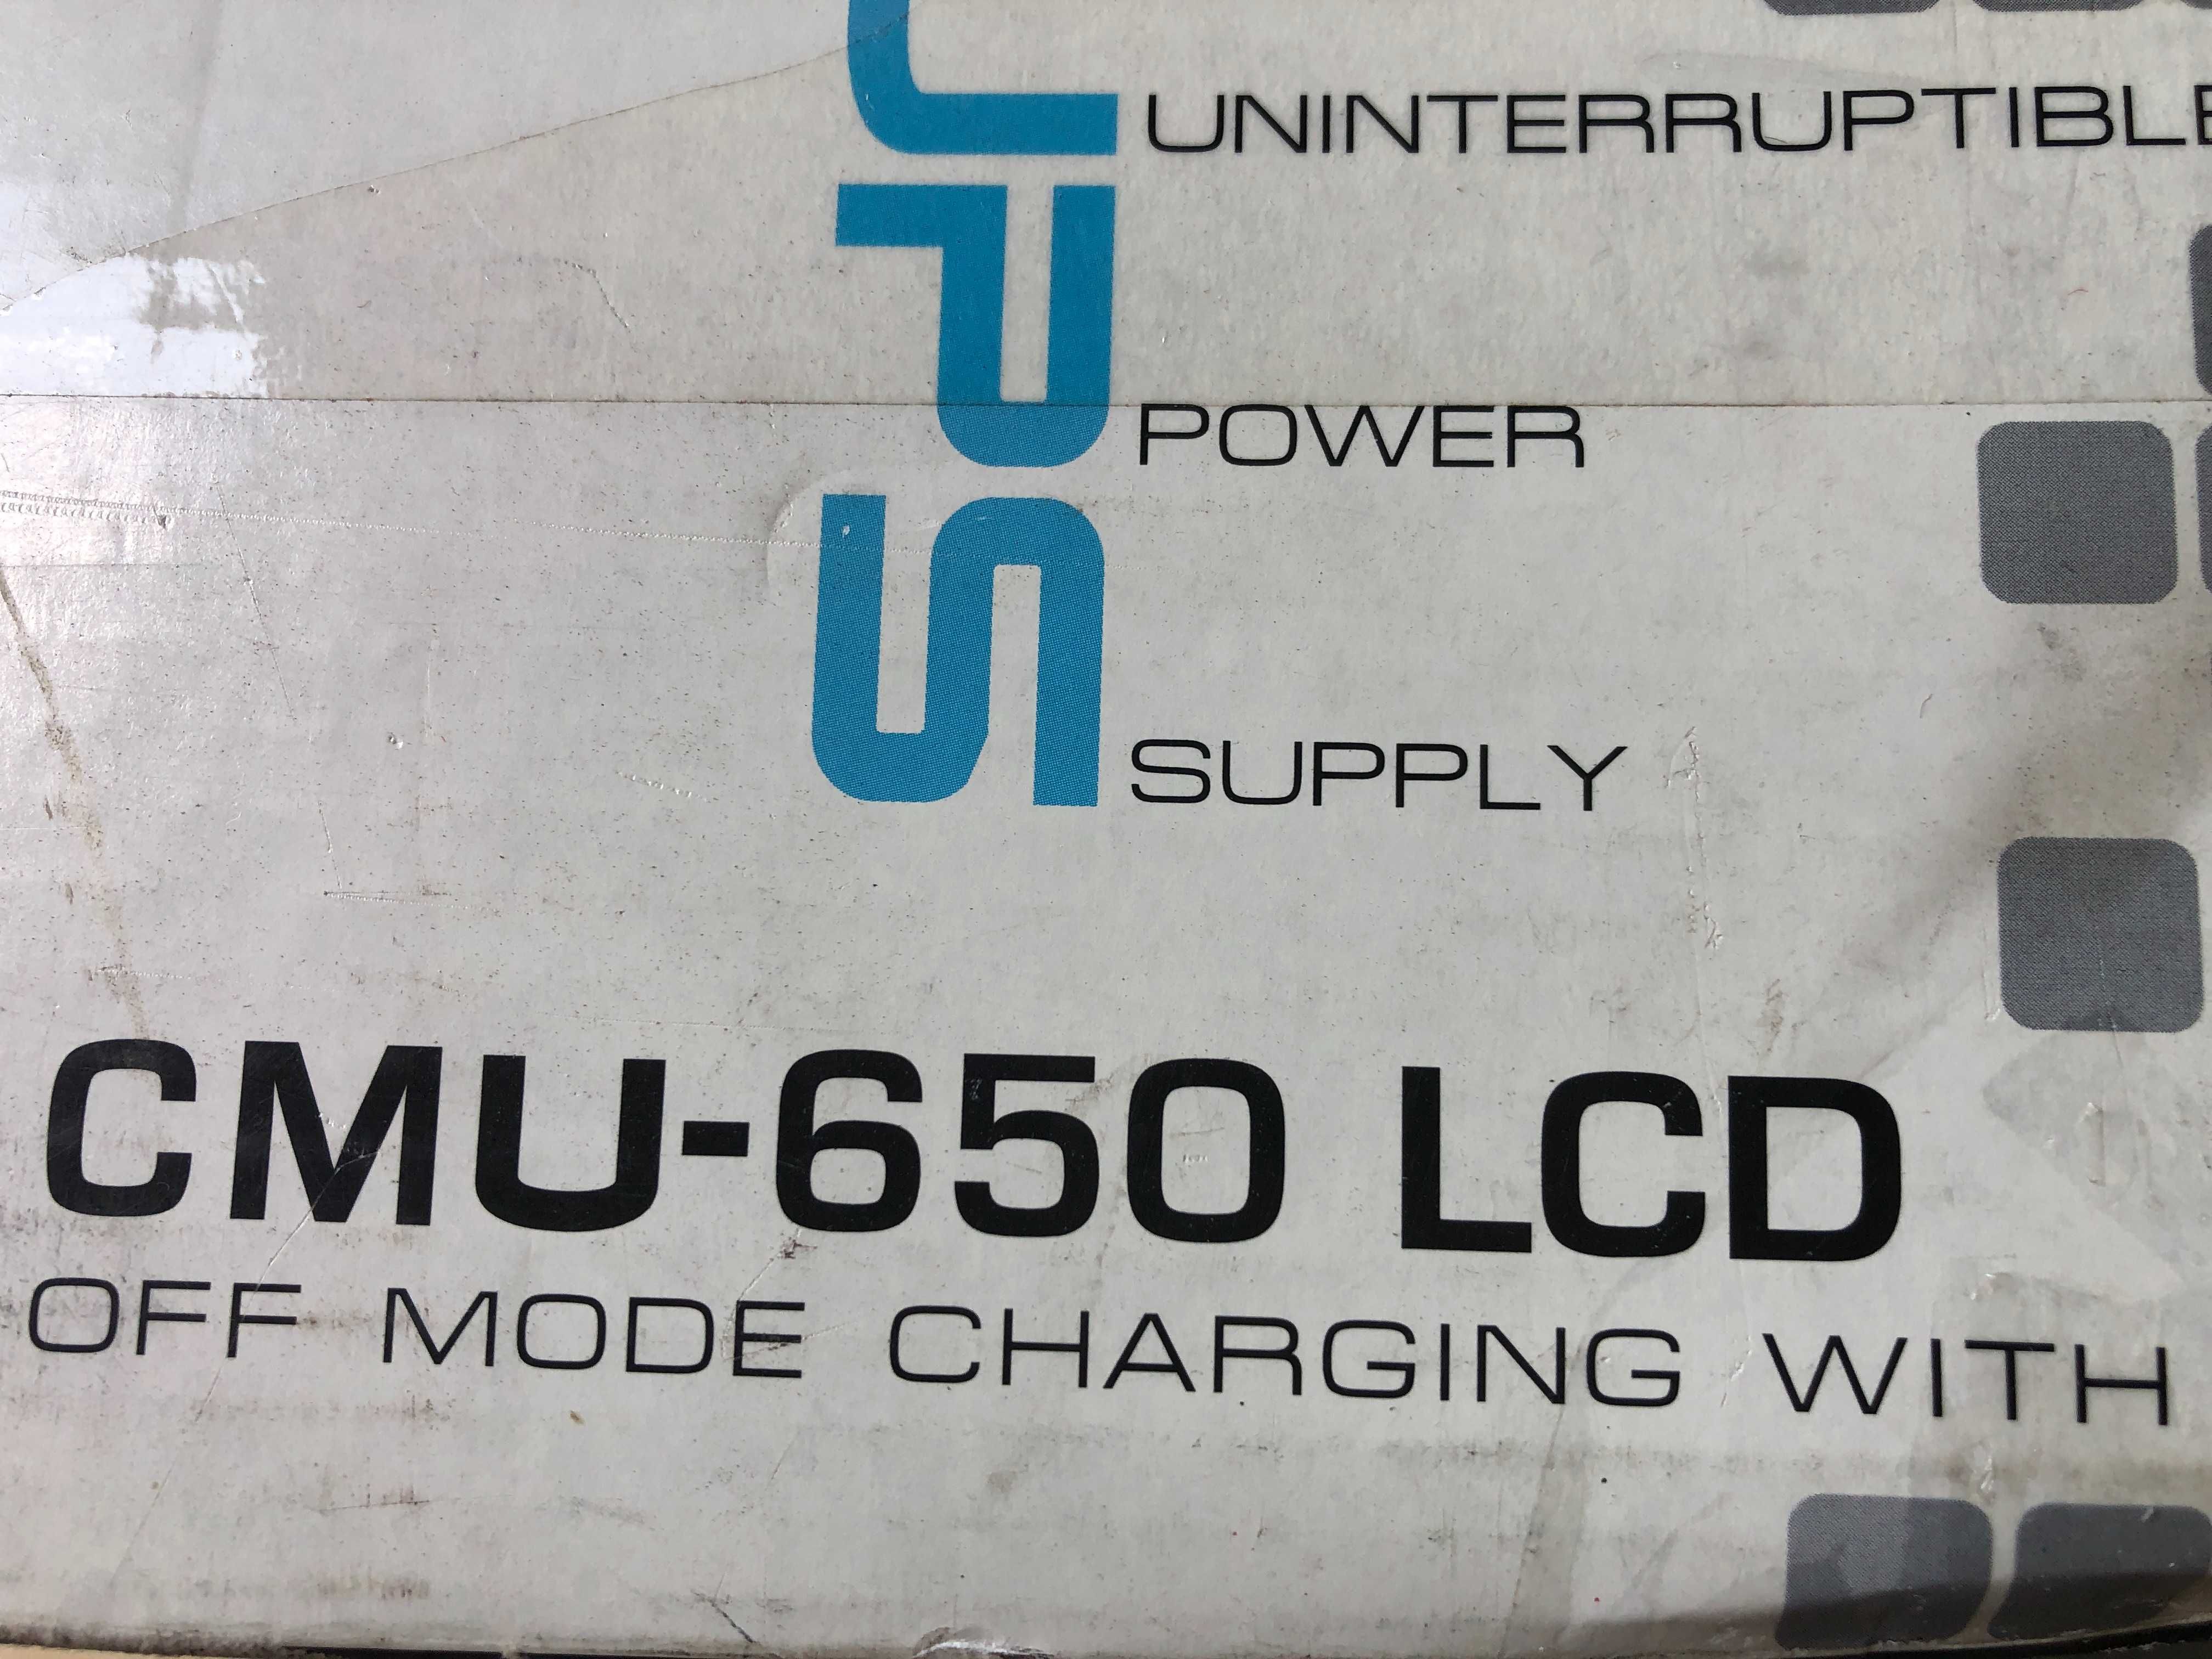 UPS
UNINTERRUPTIBLE
POWER
SUPPLY
CMU-650 LCD
OFF MODE CHARGING WITH